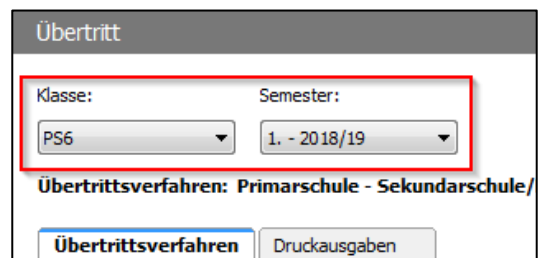 Übertritt
Klasse: Semester:
PS6 1. - 2018/19
Übertrittsverfahren: Primarschule - Sekundarschule/
Übertrittsverfahren Druckausgaben